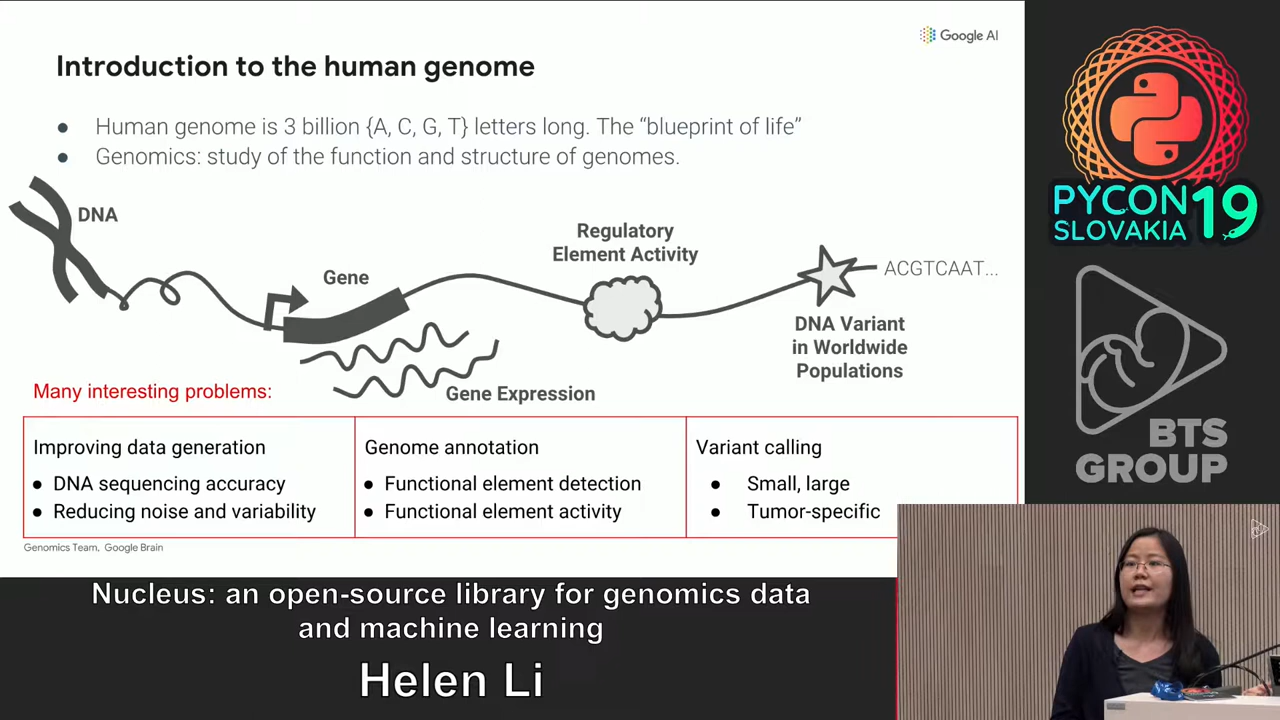 Google AI
Introduction to the human genome
● Human genome is 3 billion {A, C, G, T} letters long. The “blueprint of life”
● Genomics: study of the function and structure of genomes.
DNA
Gene
Regulatory
Element Activity
ACGTCAAT...
DNA Variant
in Worldwide
Populations
Gene Expression
Many interesting problems:
Improving data generation
● DNA sequencing accuracy
● Reducing noise and variability
Genome annotation
● Functional element detection
● Functional element activity
Variant calling
● Small, large
● Tumor-specific
Genomics Team, Google Brain
PYCON 19
SLOVAKIA
BTS
GROUP
Nucleus: an open-source library for genomics data
and machine learning
Helen Li